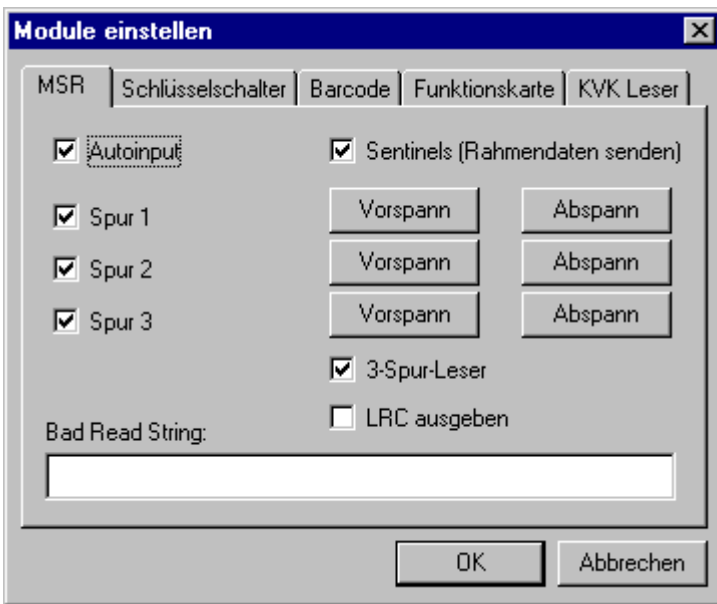 Module einstellen
MSR Schlüsselschalter Barcode Funktionskarte KVK Leser
Autoinput Sentinels (Rahmendaten senden)
Spur 1 Vorspann Abspann
Spur 2 Vorspann Abspann
Spur 3 Vorspann Abspann
3-Spur-Leser
LRC ausgeben
Bad Read String:
OK Abbrechen